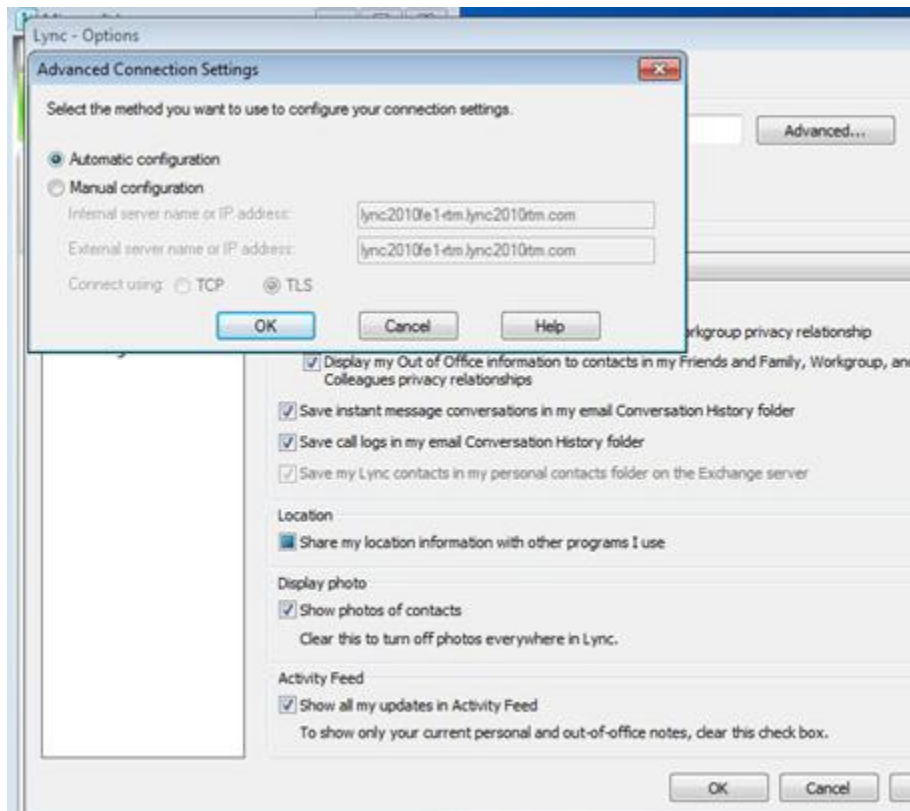 Lync - Options
Advanced Connection Settings
Select the method you want to use to configure your connection settings.
Advanced...
Automatic configuration
Manual configuration
Internal server name or IP address:
lync2010fe1-rtm.lync2010rtm.com
External server name or IP address:
lync2010fe1-rtm.lync2010rtm.com
Connect using:
TCP
TLS
OK
Cancel
Help
privacy relationship
Display my Out of Office information to contacts in my Friends and Family, Workgroup, and
Colleagues privacy relationships
Save instant message conversations in my email Conversation History folder
Save call logs in my email Conversation History folder
Save my Lync contacts in my personal contacts folder on the Exchange server
Location
Share my location information with other programs I use
Display photo
Show photos of contacts
Clear this to turn off photos everywhere in Lync.
Activity Feed
Show all my updates in Activity Feed
To show only your current personal and out-of-office notes, clear this check box.
OK
Cancel